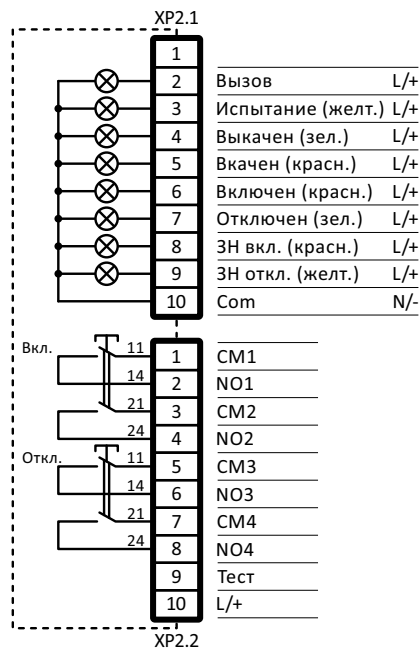 XP2.1
1
2 Вызов L/+
3 Испытание (желт.) L/+
4 Выкачен (зел.) L/+
5 Вкачен (красн.) L/+
6 Включен (красн.) L/+
7 Отключен (зел.) L/+
8 ЗН вкл. (красн.) L/+
9 ЗН откл. (желт.) L/+
10 Com N/-
Вкл. 11 1 CM1
14 2 NO1
21 3 CM2
24 4 NO2
Откл. 11 5 CM3
14 6 NO3
21 7 CM4
24 8 NO4
9 Тест
10 L/+
XP2.2